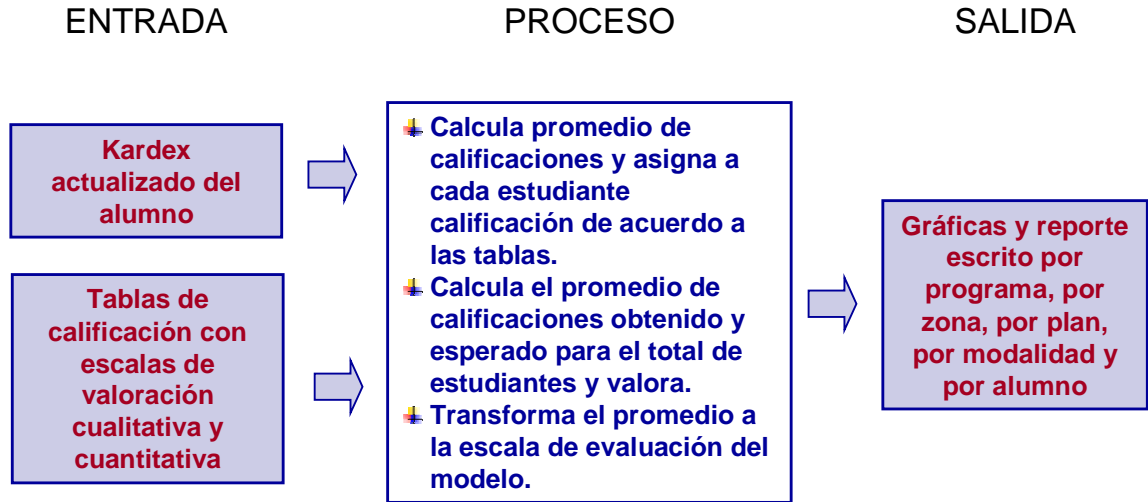 ENTRADA
PROCESO
SALIDA
Kardex
actualizado del
alumno
Tablas de
calificación con
escalas de
valoración
cualitativa y
cuantitativa
Calcula promedio de
calificaciones y asigna a
cada estudiante
calificación de acuerdo a
las tablas.
Calcula el promedio de
calificaciones obtenido y
esperado para el total de
estudiantes y valora.
Transforma el promedio a
la escala de evaluación del
modelo.
Gráficas y reporte
escrito por
programa, por
zona, por plan,
por modalidad y
por alumno